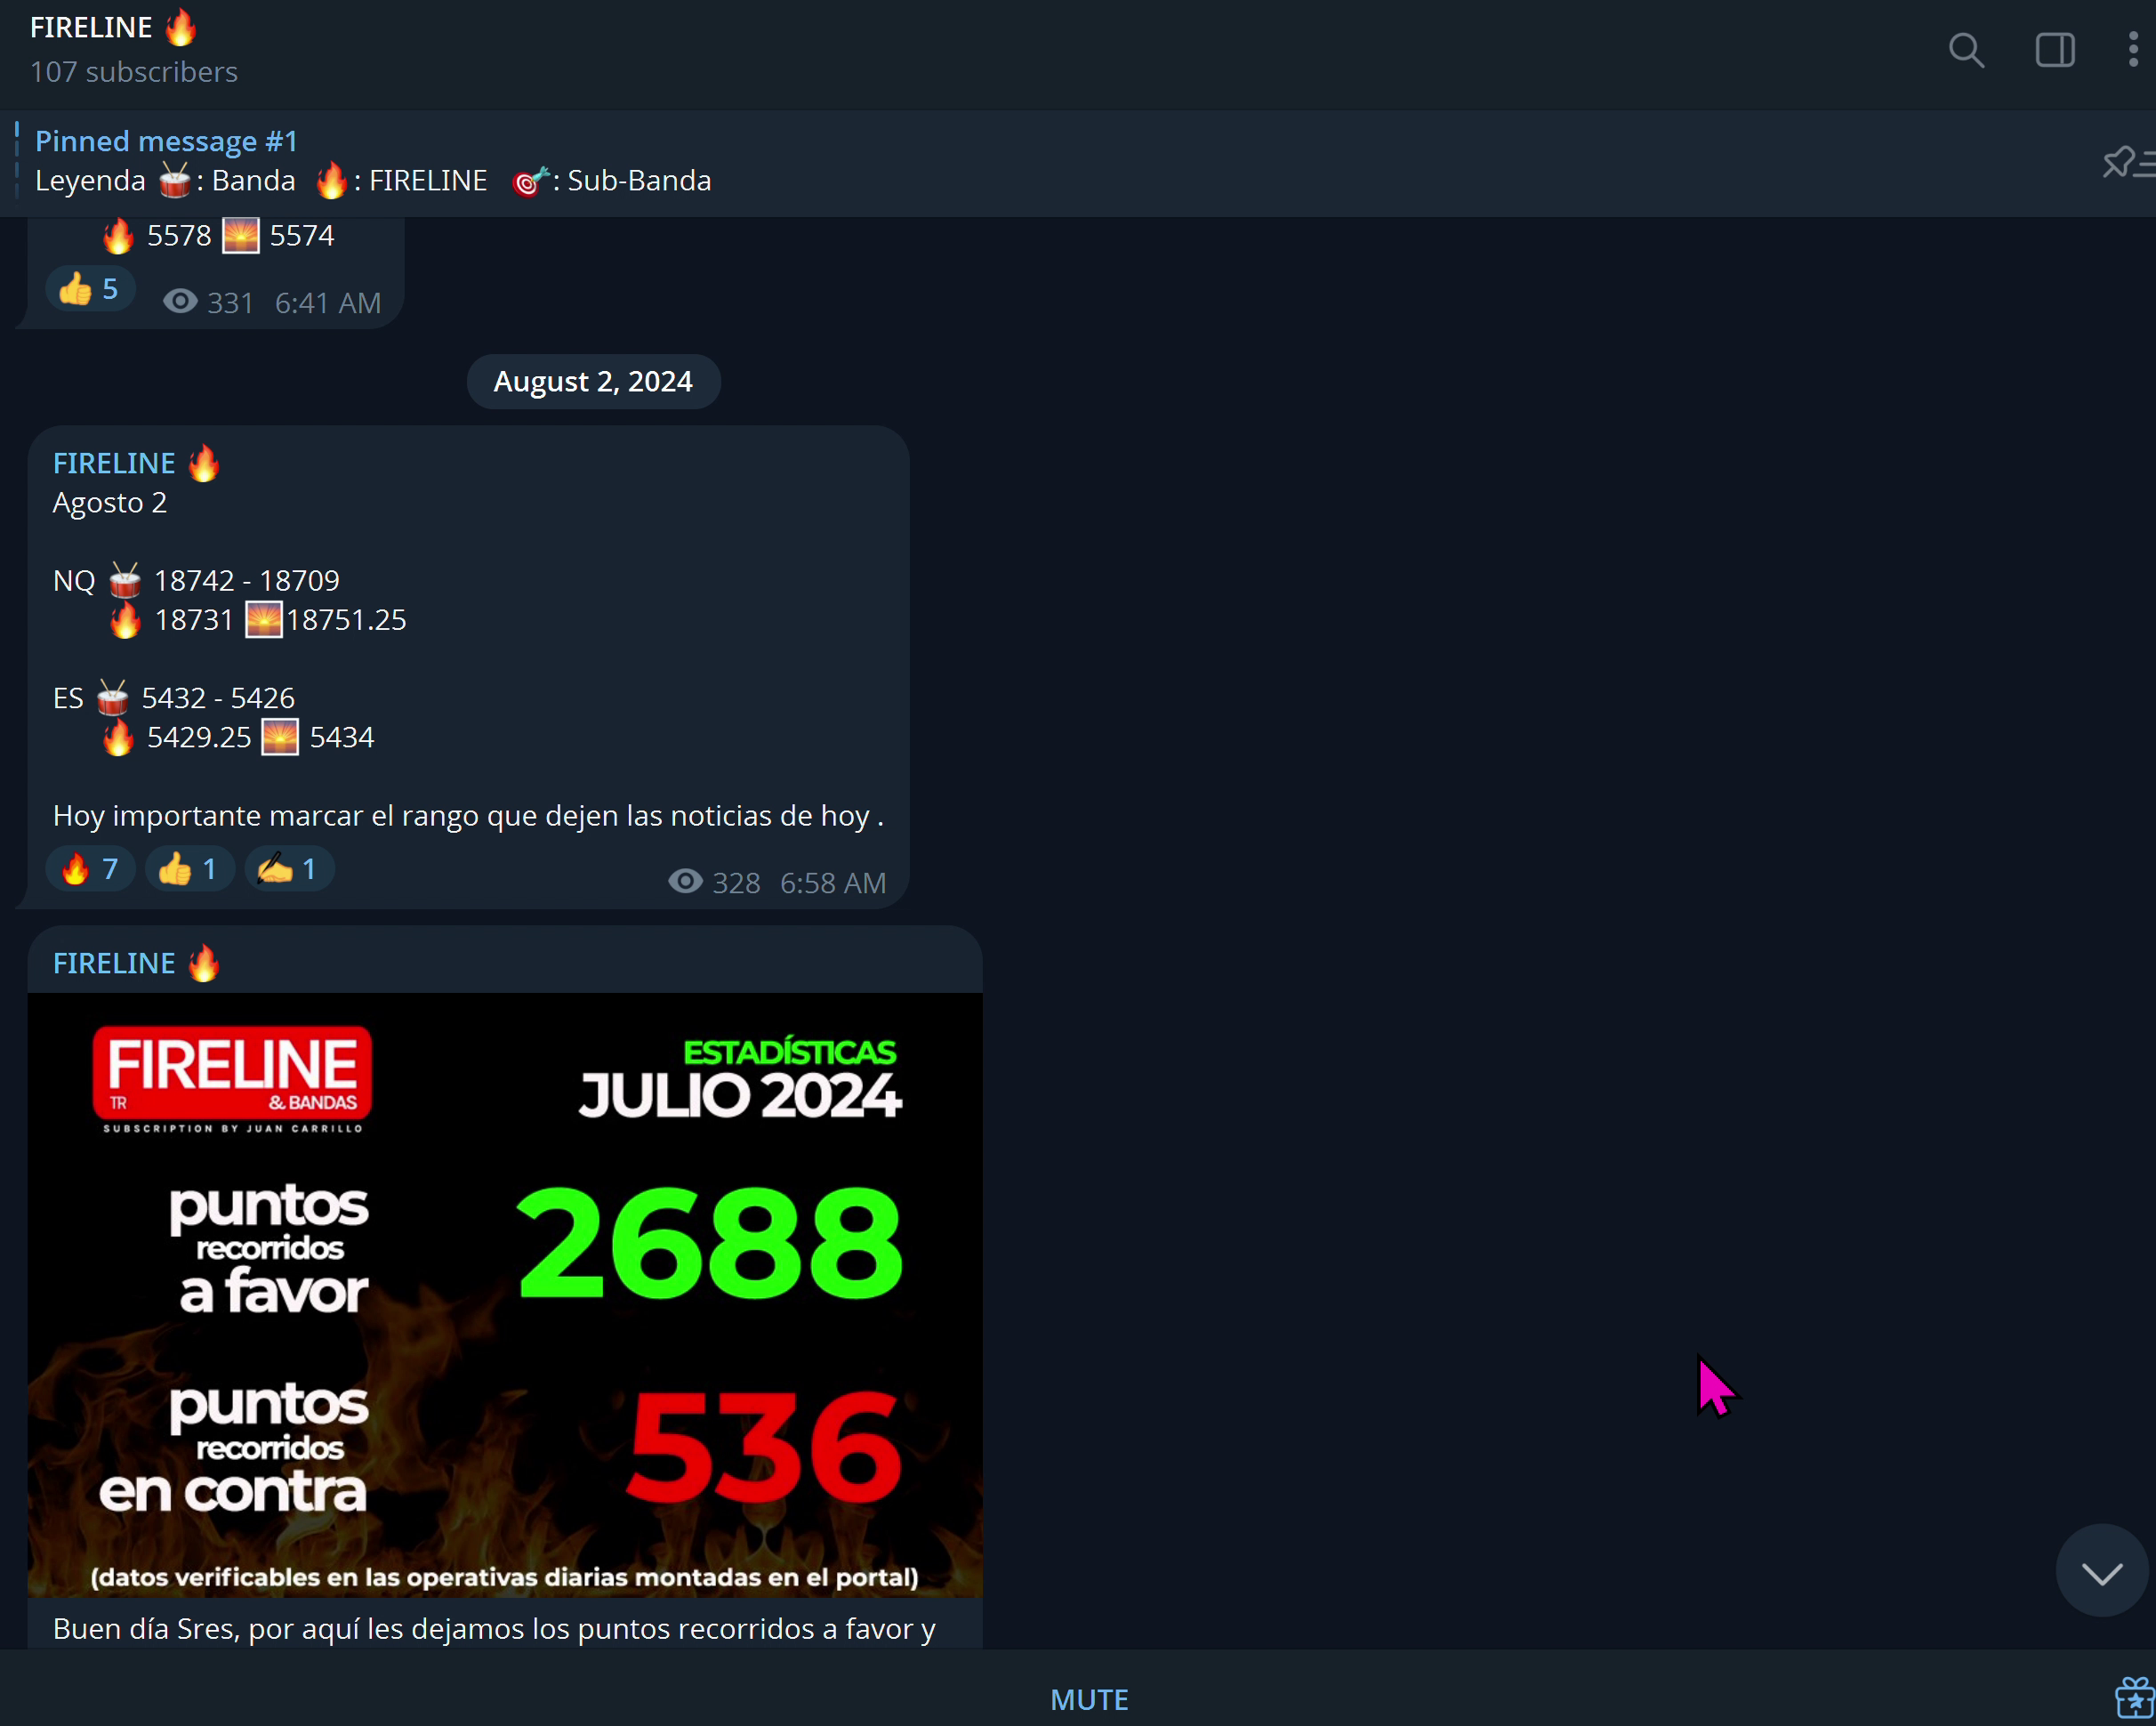 FIRELINE 🔥
107 subscribers
Pinned message #1
Leyenda 🥁: Banda 🔥: FIRELINE 🎯: Sub-Banda
🔥 5578 🌅 5574
👍 5 331 6:41 AM
August 2, 2024
FIRELINE 🔥
Agosto 2
NQ 🥁 18742 - 18709
🔥 18731 🌅18751.25
ES 🥁 5432 - 5426
🔥 5429.25 🌅 5434
Hoy importante marcar el rango que dejen las noticias de hoy .
🔥 7 👍 1 ✍ 1 328 6:58 AM
FIRELINE 🔥
FIRELINE
TR & BANDAS
SUBSCRIPTION BY JUAN CARRILLO
ESTADÍSTICAS
JULIO 2024
puntos
recorridos
a favor
2688
puntos
recorridos
en contra
536
(datos verificables en las operativas diarias montadas en el portal)
Buen día Sres, por aquí les dejamos los puntos recorridos a favor y
MUTE